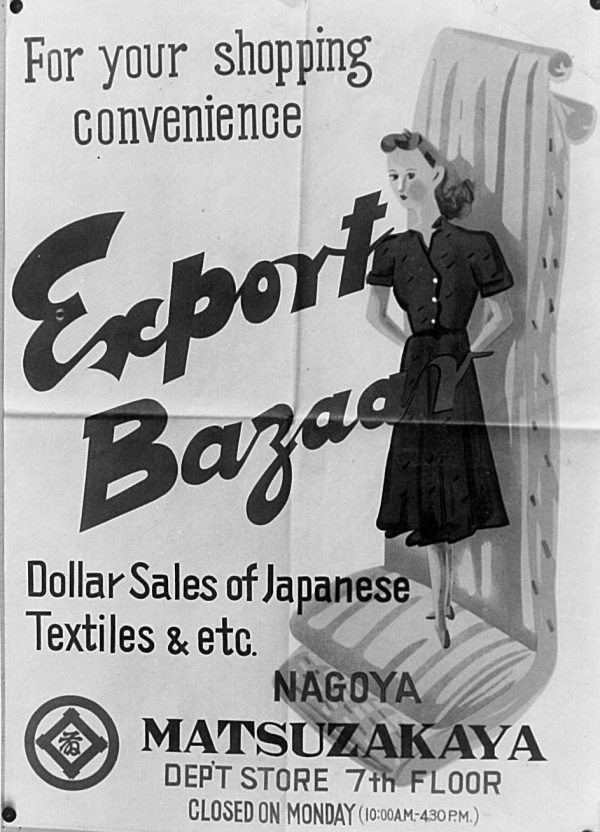 For your shopping
convenience
Export
Bazaar
Dollar Sales of Japanese
Textiles & etc.
NAGOYA
MATSUZAKAYA
DEP'T STORE 7th FLOOR
CLOSED ON MONDAY (10:00A.M.-4.30P.M.)